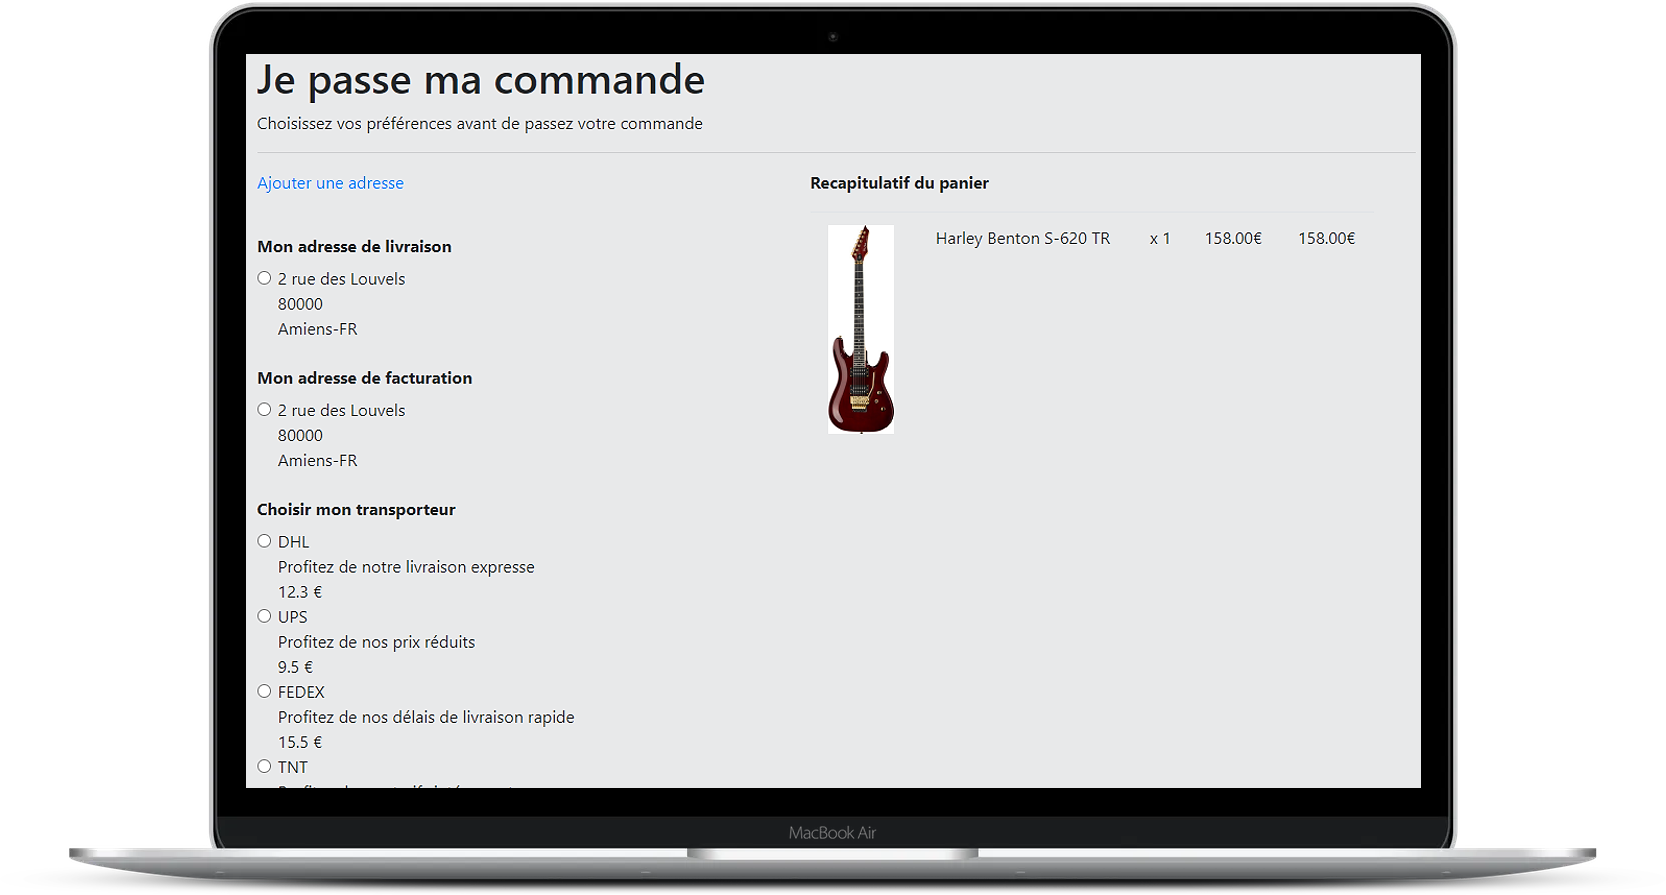 Je passe ma commande
Choisissez vos préférences avant de passez votre commande
Ajouter une adresse
Mon adresse de livraison
2 rue des Louvels
80000
Amiens-FR
Mon adresse de facturation
2 rue des Louvels
80000
Amiens-FR
Choisir mon transporteur
DHL
Profitez de notre livraison expresse
12.3 €
UPS
Profitez de nos prix réduits
9.5 €
FEDEX
Profitez de nos délais de livraison rapide
15.5 €
TNT
Recapitulatif du panier
Harley Benton S-620 TR x 1 158.00€ 158.00€
MacBook Air